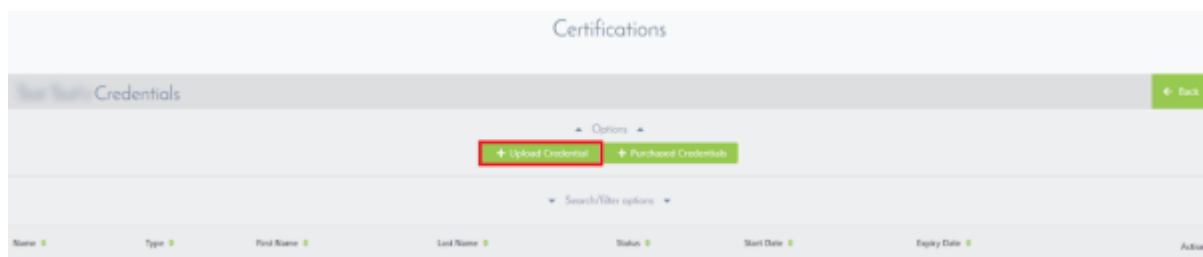 Certifications
Credentials
← Back
▲ Options ▲
+ Upload Credential + Purchased Credentials
▼ Search/filter options ▼
Name Type First Name Last Name Status Start Date Expiry Date